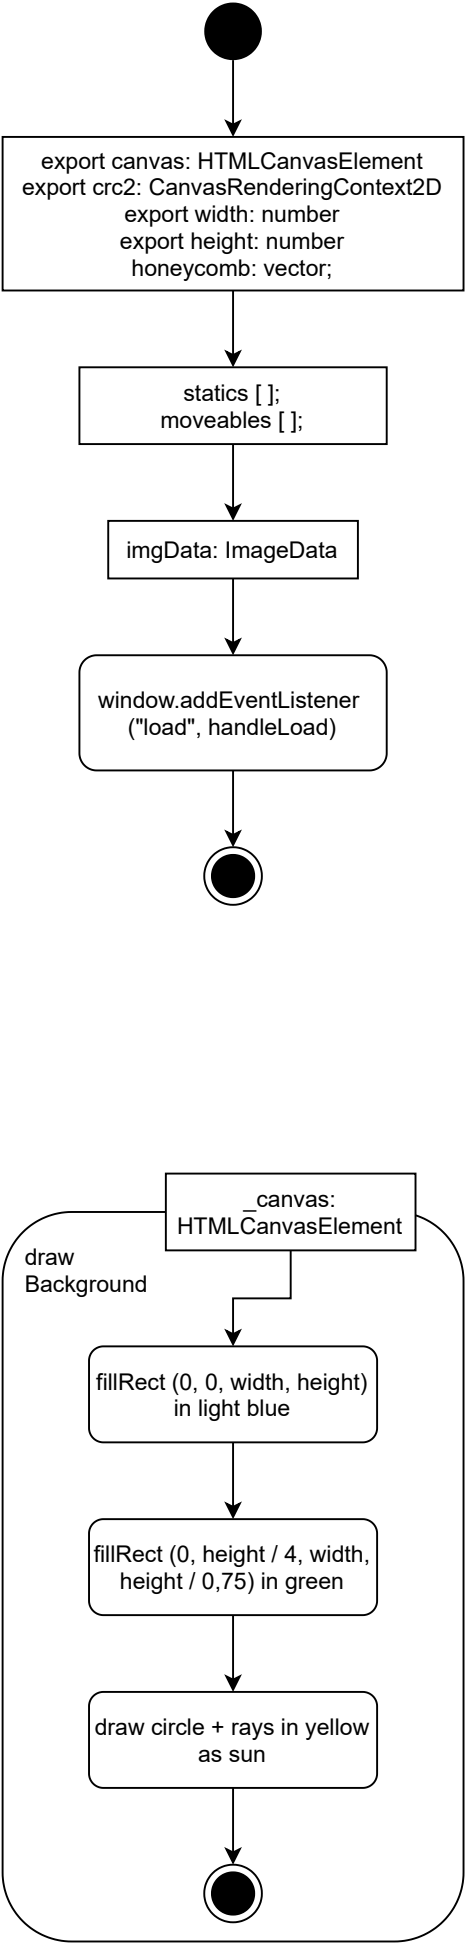 export canvas: HTMLCanvasElement
export crc2: CanvasRenderingContext2D
export width: number
export height: number
honeycomb: vector;
statics [ ];
moveables [ ];
imgData: ImageData
window.addEventListener
("load", handleLoad)
_canvas:
HTMLCanvasElement
draw
Background
fillRect (0, 0, width, height)
in light blue
fillRect (0, height / 4, width,
height / 0,75) in green
draw circle + rays in yellow
as sun